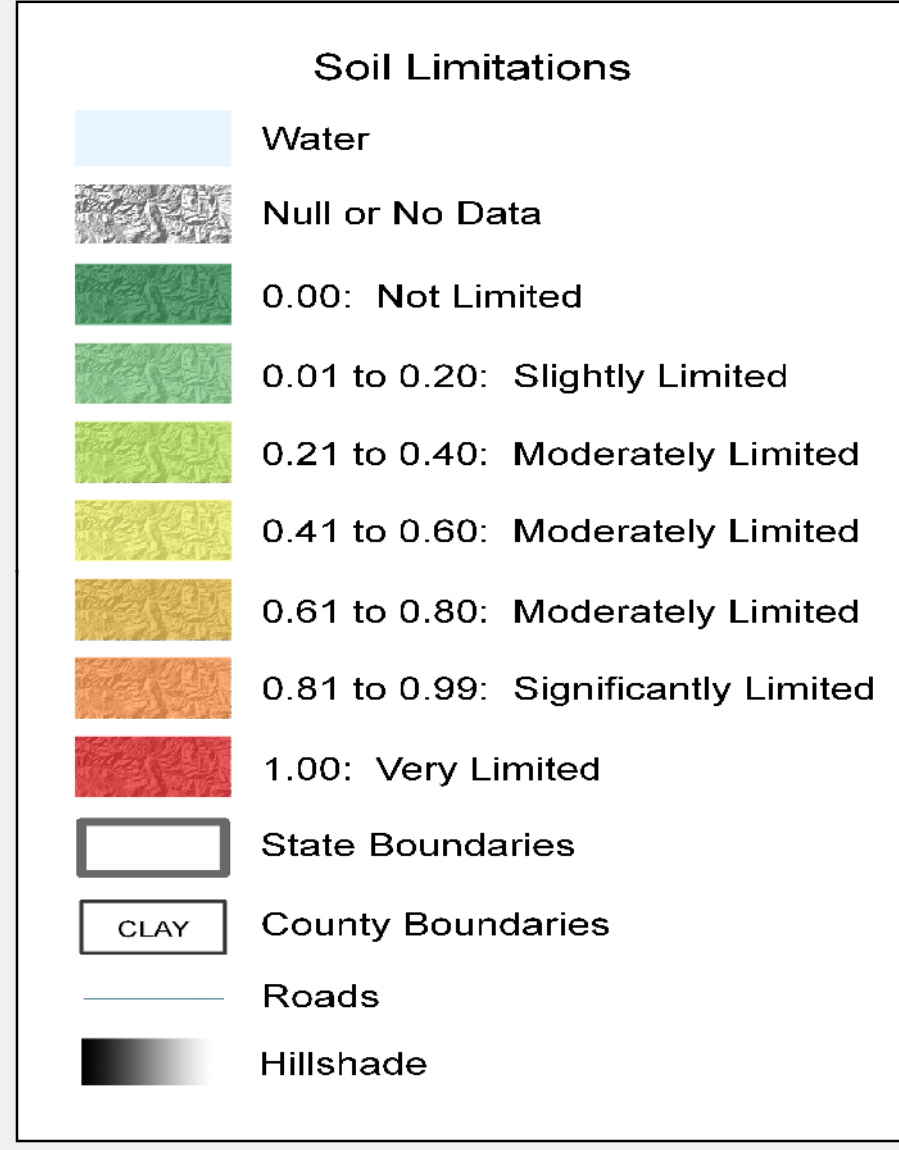 Soil Limitations
Water
Null or No Data
0.00: Not Limited
0.01 to 0.20: Slightly Limited
0.21 to 0.40: Moderately Limited
0.41 to 0.60: Moderately Limited
0.61 to 0.80: Moderately Limited
0.81 to 0.99: Significantly Limited
1.00: Very Limited
State Boundaries
CLAY County Boundaries
Roads
Hillshade